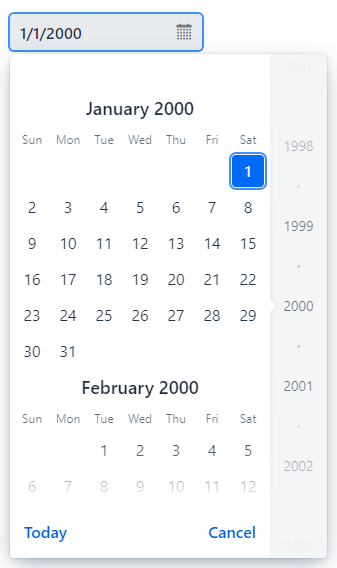 1/1/2000
January 2000
Sun Mon Tue Wed Thu Fri Sat
1
2 3 4 5 6 7 8
9 10 11 12 13 14 15
16 17 18 19 20 21 22
23 24 25 26 27 28 29
30 31
February 2000
Sun Mon Tue Wed Thu Fri Sat
1 2 3 4 5
6 7 8 9 10 11 12
Today Cancel
1997
1998
1999
2000
2001
2002
2003